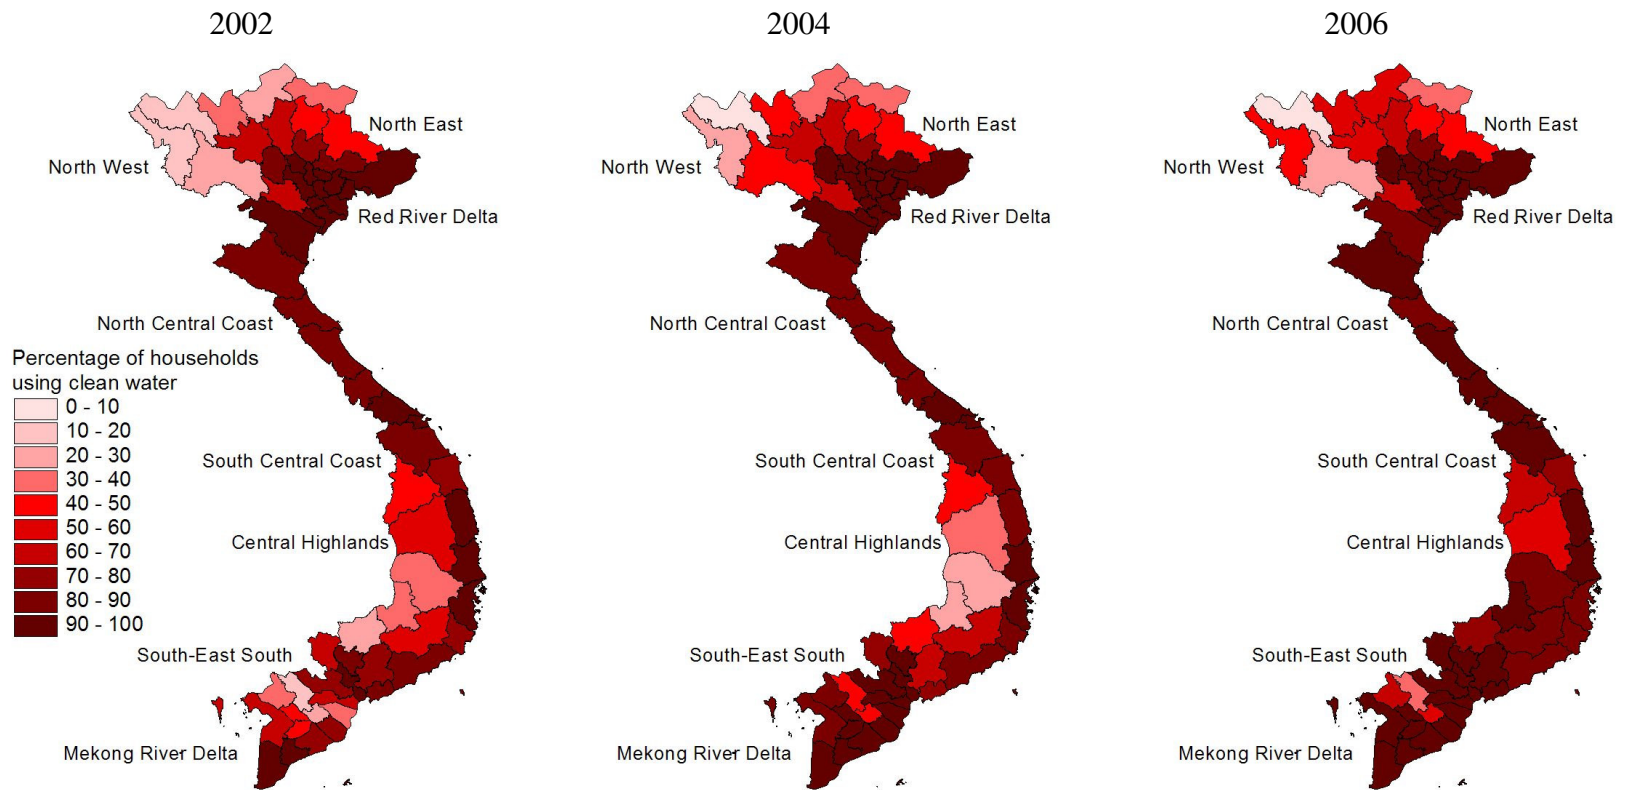 2002
2004
2006
North East
North West
Red River Delta
North Central Coast
South Central Coast
Central Highlands
South-East South
Mekong River Delta
Percentage of households
using clean water
0 - 10
10 - 20
20 - 30
30 - 40
40 - 50
50 - 60
60 - 70
70 - 80
80 - 90
90 - 100
North East
North West
Red River Delta
North Central Coast
South Central Coast
Central Highlands
South-East South
Mekong River Delta
North East
North West
Red River Delta
North Central Coast
South Central Coast
Central Highlands
South-East South
Mekong River Delta